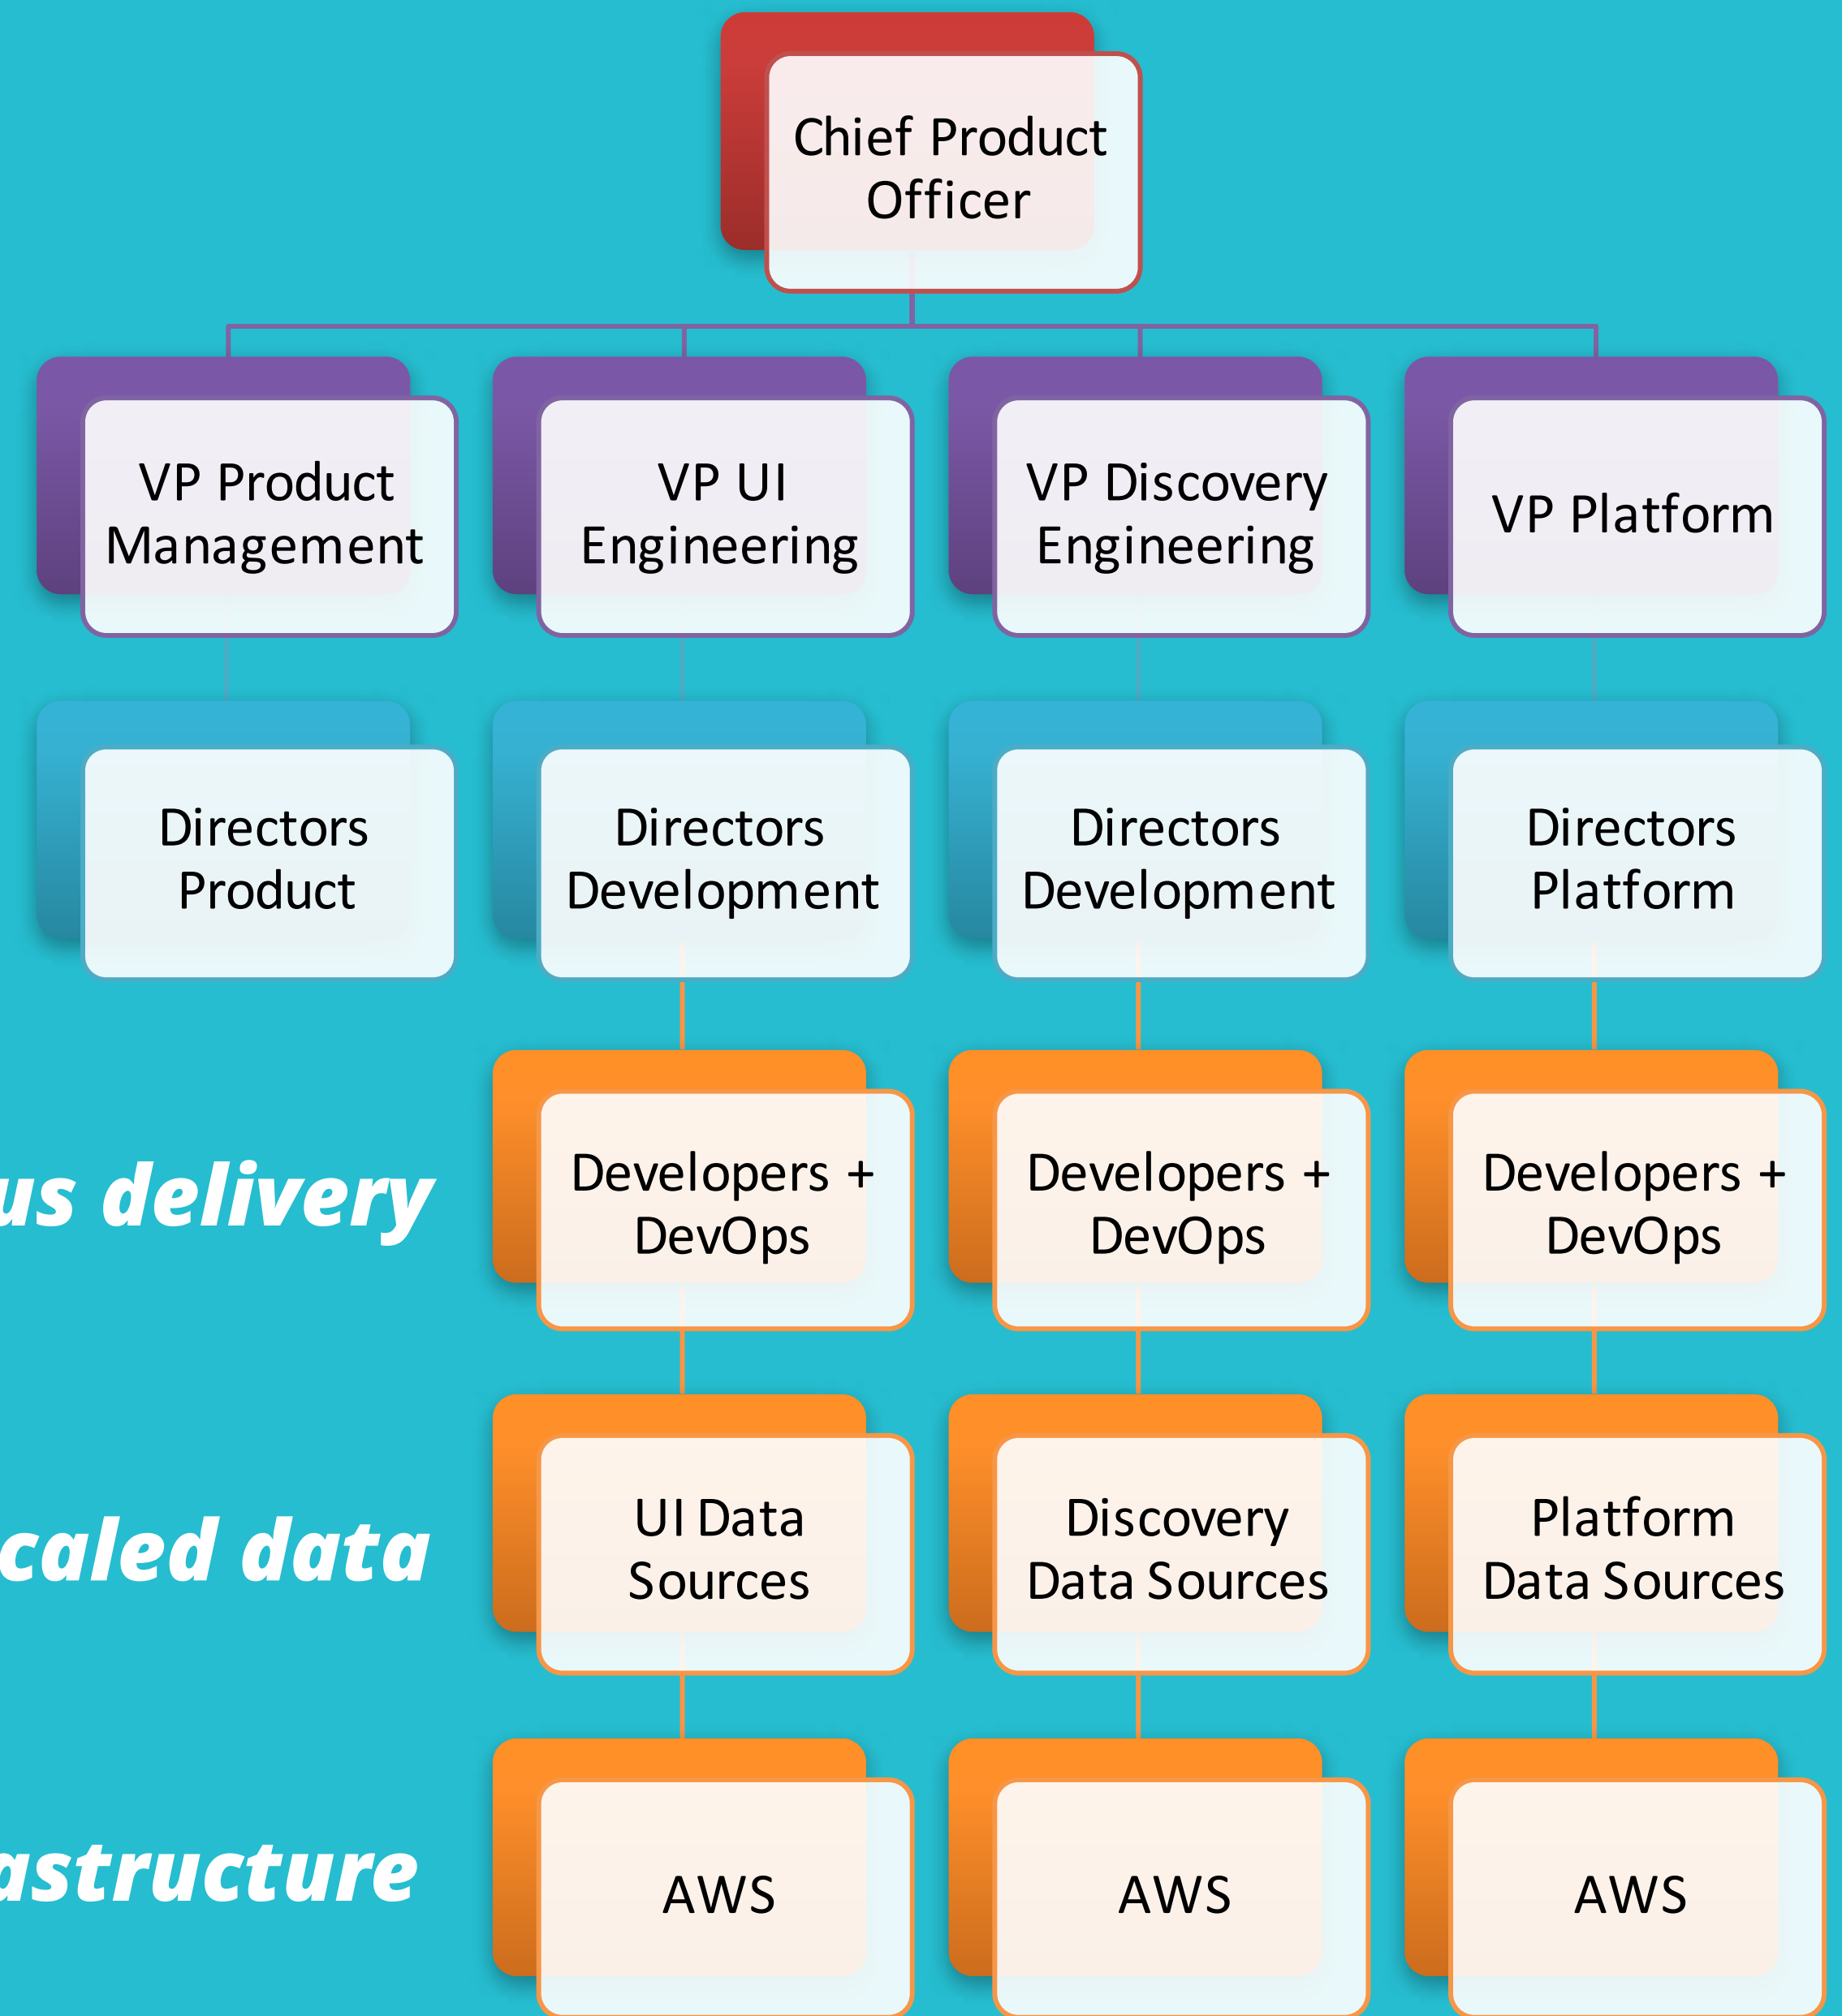 Chief Product
Officer
VP Product
Management
VP UI
Engineering
VP Discovery
Engineering
VP Platform
Directors
Product
Directors
Development
Directors
Development
Directors
Platform
us delivery
Developers +
DevOps
Developers +
DevOps
Developers +
DevOps
caled data
UI Data
Sources
Discovery
Data Sources
Platform
Data Sources
astructure
AWS
AWS
AWS